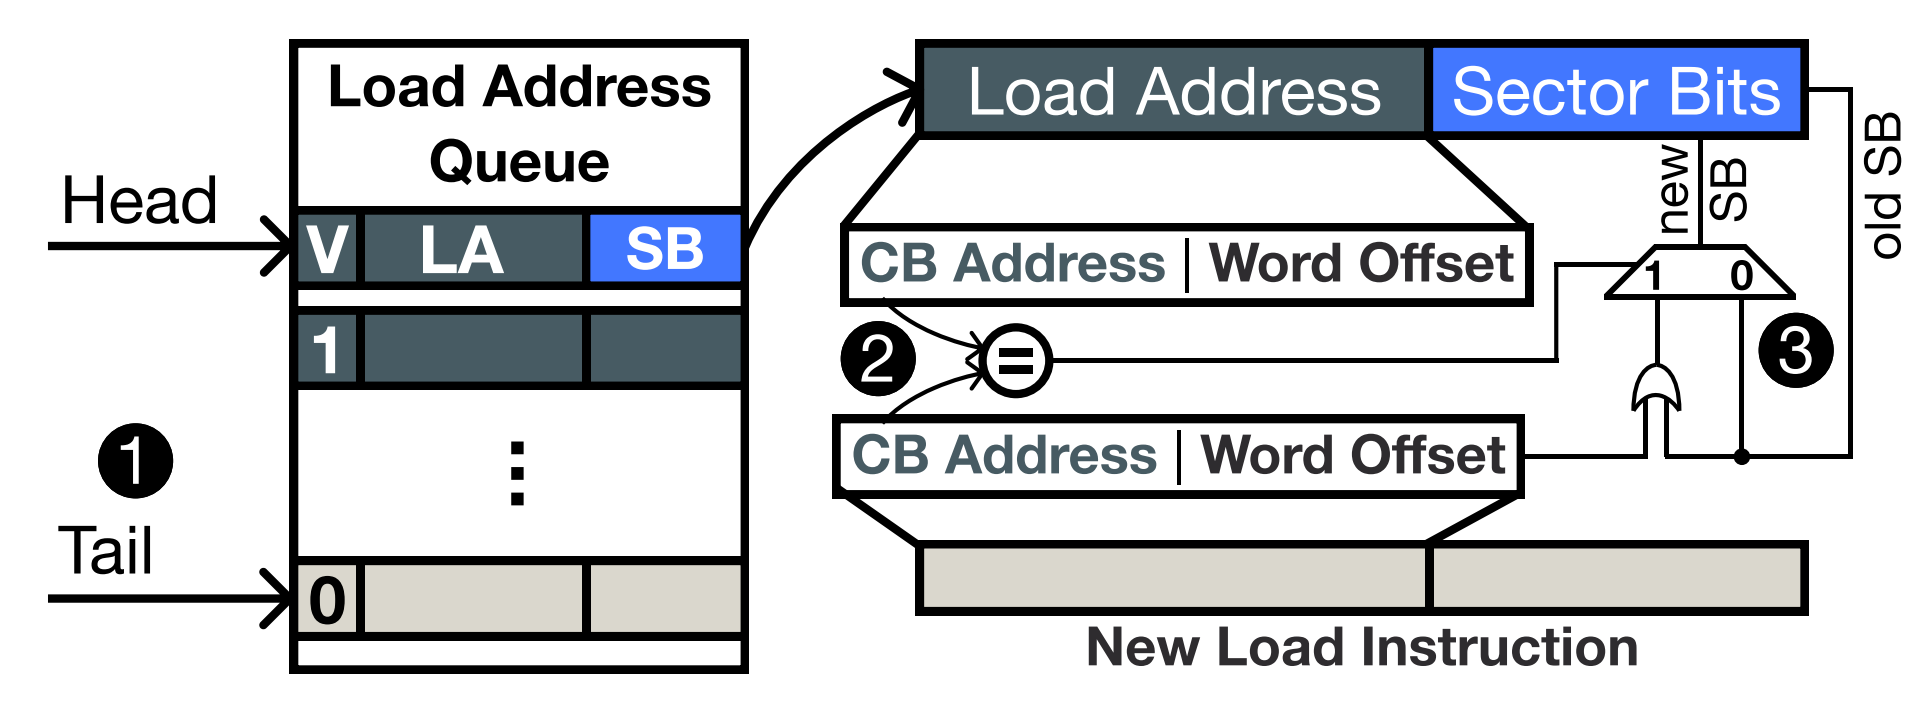 Load Address
Queue
Head
V LA SB
1
1
Tail
0
Load Address Sector Bits
new
SB
old SB
CB Address | Word Offset
1 0
2
=
3
CB Address | Word Offset
New Load Instruction